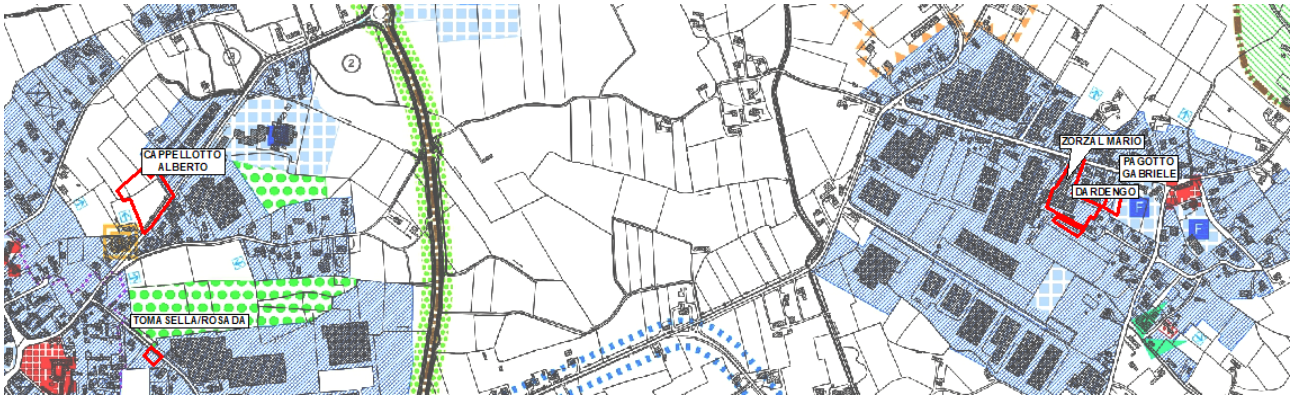 2
CAPPELLOTTO
ALBERTO
ZORZAL MARIO
PAGOTTO
GABRIELE
DARDENGO
F
F
TOMASELLA/ROSADA